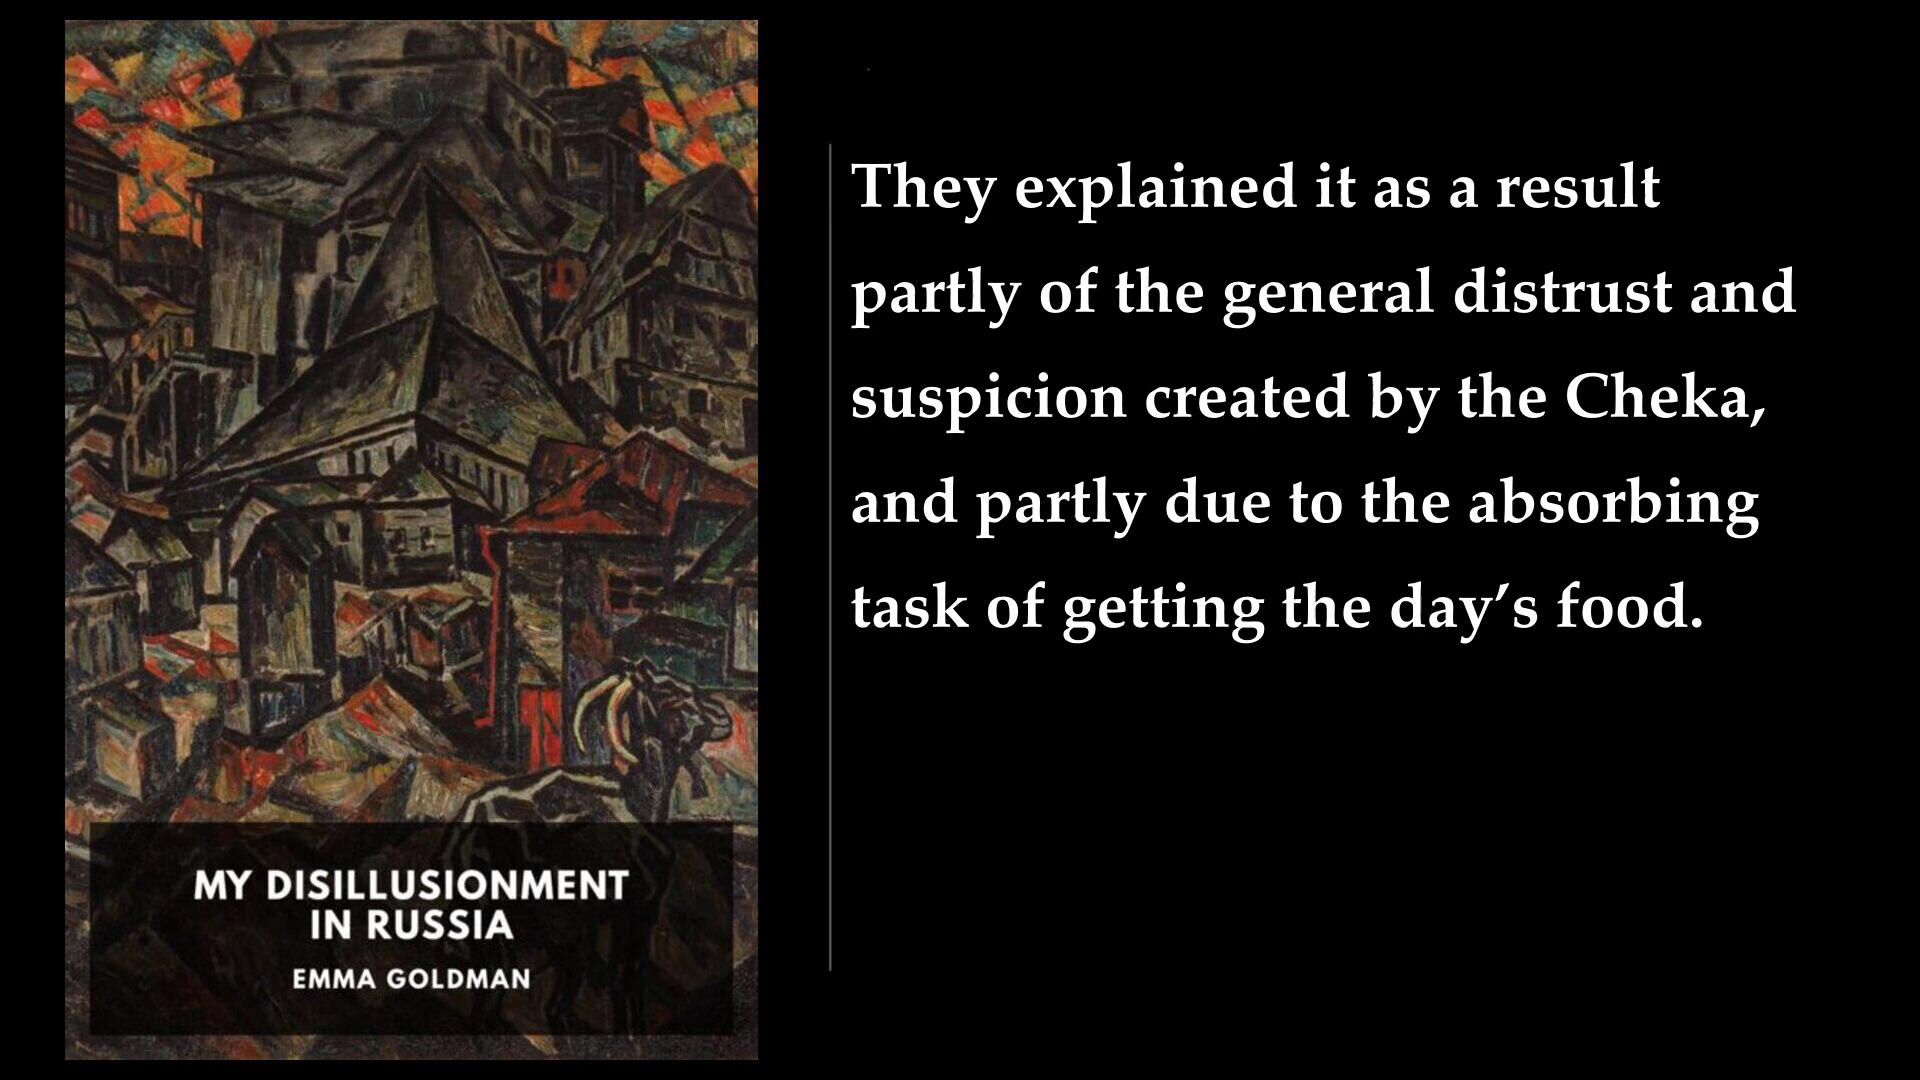 They explained it as a result
partly of the general distrust and
suspicion created by the Cheka,
and partly due to the absorbing
task of getting the day’s food.
MY DISILLUSIONMENT
IN RUSSIA
EMMA GOLDMAN